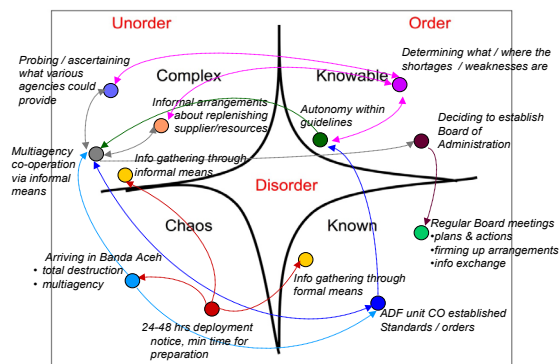 Unorder
Order
Probing / ascertaining
what various
agencies could
provide
Complex
Knowable
Determining what / where the
shortages / weaknesses are
Informal arrangements
about replenishing
supplier/resources
Autonomy within
guidelines
Deciding to establish
Board of
Administration
Multiagency
co-operation
via informal
means
Info gathering through
informal means
Disorder
Chaos
Known
Regular Board meetings
•plans & actions
•firming up arrangements
•info exchange
Arriving in Banda Aceh
• total destruction
• multiagency
Info gathering through
formal means
24-48 hrs deployment
notice, min time for
preparation
ADF unit CO established
Standards / orders